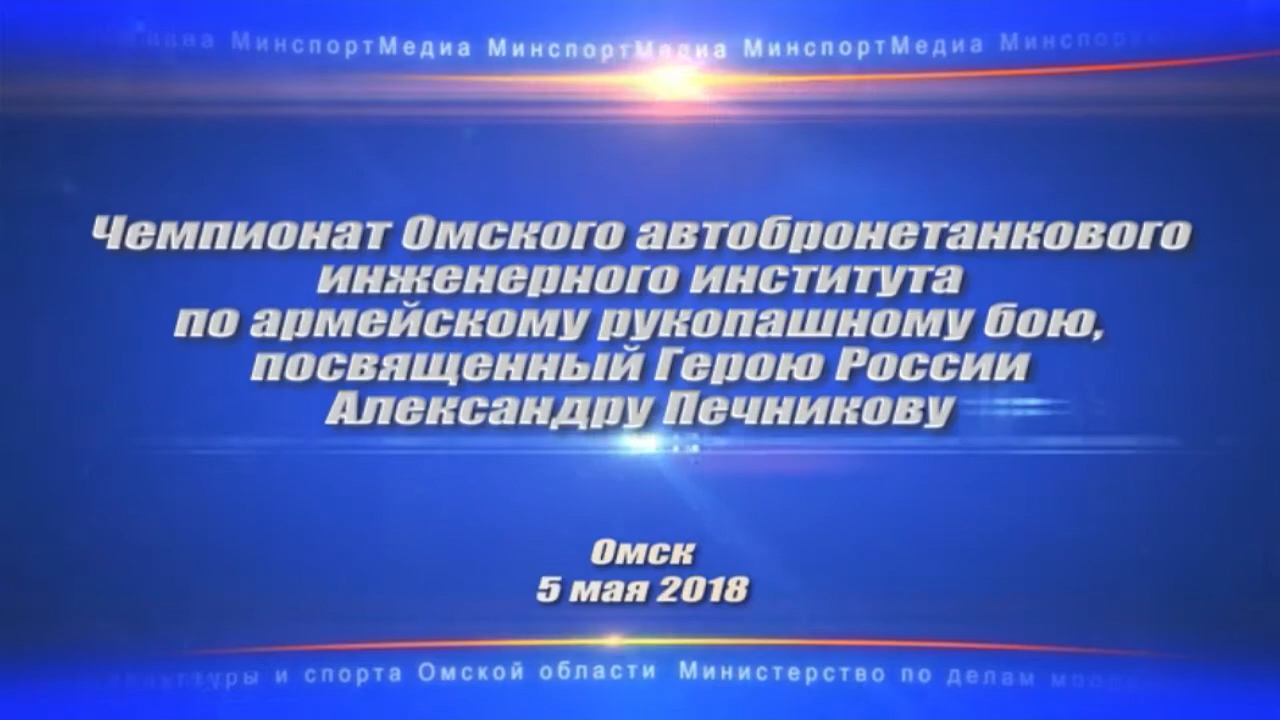 МинспортМедиа МинспортМедиа МинспортМедиа
Чемпионат Омского автобронетанкового
инженерного института
по армейскому рукопашному бою,
посвященный Герою России
Александру Печникову
Омск
5 мая 2018
и спорта Омской области Министерство по делам